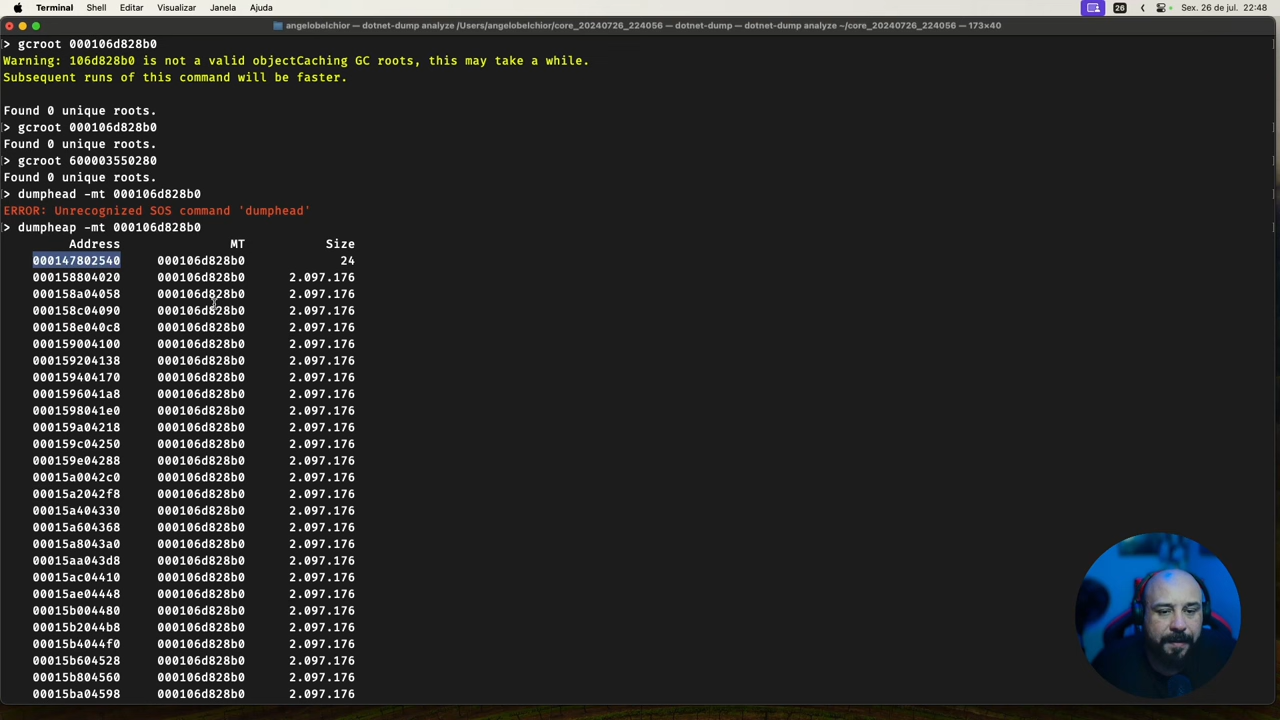 Terminal Shell Editar Visualizar Janela Ajuda 26 Sex. 26 de jul. 22:48
angelobelchior — dotnet-dump analyze /Users/angelobelchior/core_20240726_224056 — dotnet-dump — dotnet-dump analyze ~/core_20240726_224056 — 173×40
> gcroot 000106d828b0
Warning: 106d828b0 is not a valid objectCaching GC roots, this may take a while.
Subsequent runs of this command will be faster.
Found 0 unique roots.
> gcroot 000106d828b0
Found 0 unique roots.
> gcroot 600003550280
Found 0 unique roots.
> dumphead -mt 000106d828b0
ERROR: Unrecognized SOS command 'dumphead'
> dumpheap -mt 000106d828b0
Address MT Size
000147802540 000106d828b0 24
000158804020 000106d828b0 2.097.176
000158a04058 000106d828b0 2.097.176
000158c04090 000106d828b0 2.097.176
000158e040c8 000106d828b0 2.097.176
000159004100 000106d828b0 2.097.176
000159204138 000106d828b0 2.097.176
000159404170 000106d828b0 2.097.176
0001596041a8 000106d828b0 2.097.176
0001598041e0 000106d828b0 2.097.176
000159a04218 000106d828b0 2.097.176
000159c04250 000106d828b0 2.097.176
000159e04288 000106d828b0 2.097.176
00015a0042c0 000106d828b0 2.097.176
00015a2042f8 000106d828b0 2.097.176
00015a404330 000106d828b0 2.097.176
00015a604368 000106d828b0 2.097.176
00015a8043a0 000106d828b0 2.097.176
00015aa043d8 000106d828b0 2.097.176
00015ac04410 000106d828b0 2.097.176
00015ae04448 000106d828b0 2.097.176
00015b004480 000106d828b0 2.097.176
00015b2044b8 000106d828b0 2.097.176
00015b4044f0 000106d828b0 2.097.176
00015b604528 000106d828b0 2.097.176
00015b804560 000106d828b0 2.097.176
00015ba04598 000106d828b0 2.097.176